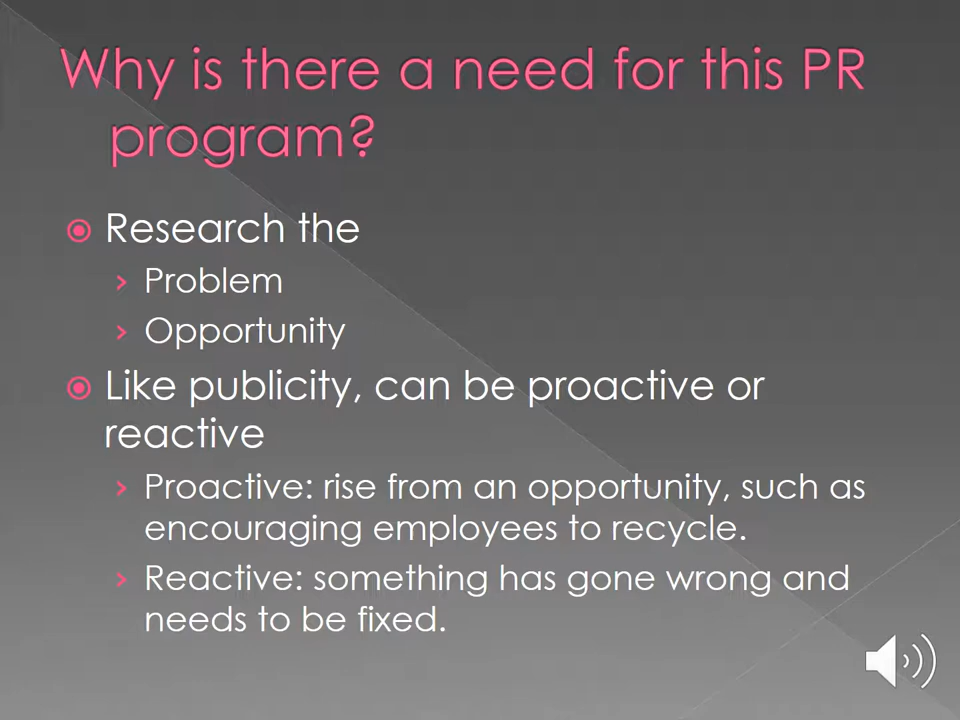 Why is there a need for this PR
program?
Research the
Problem
Opportunity
Like publicity, can be proactive or
reactive
Proactive: rise from an opportunity, such as
encouraging employees to recycle.
Reactive: something has gone wrong and
needs to be fixed.